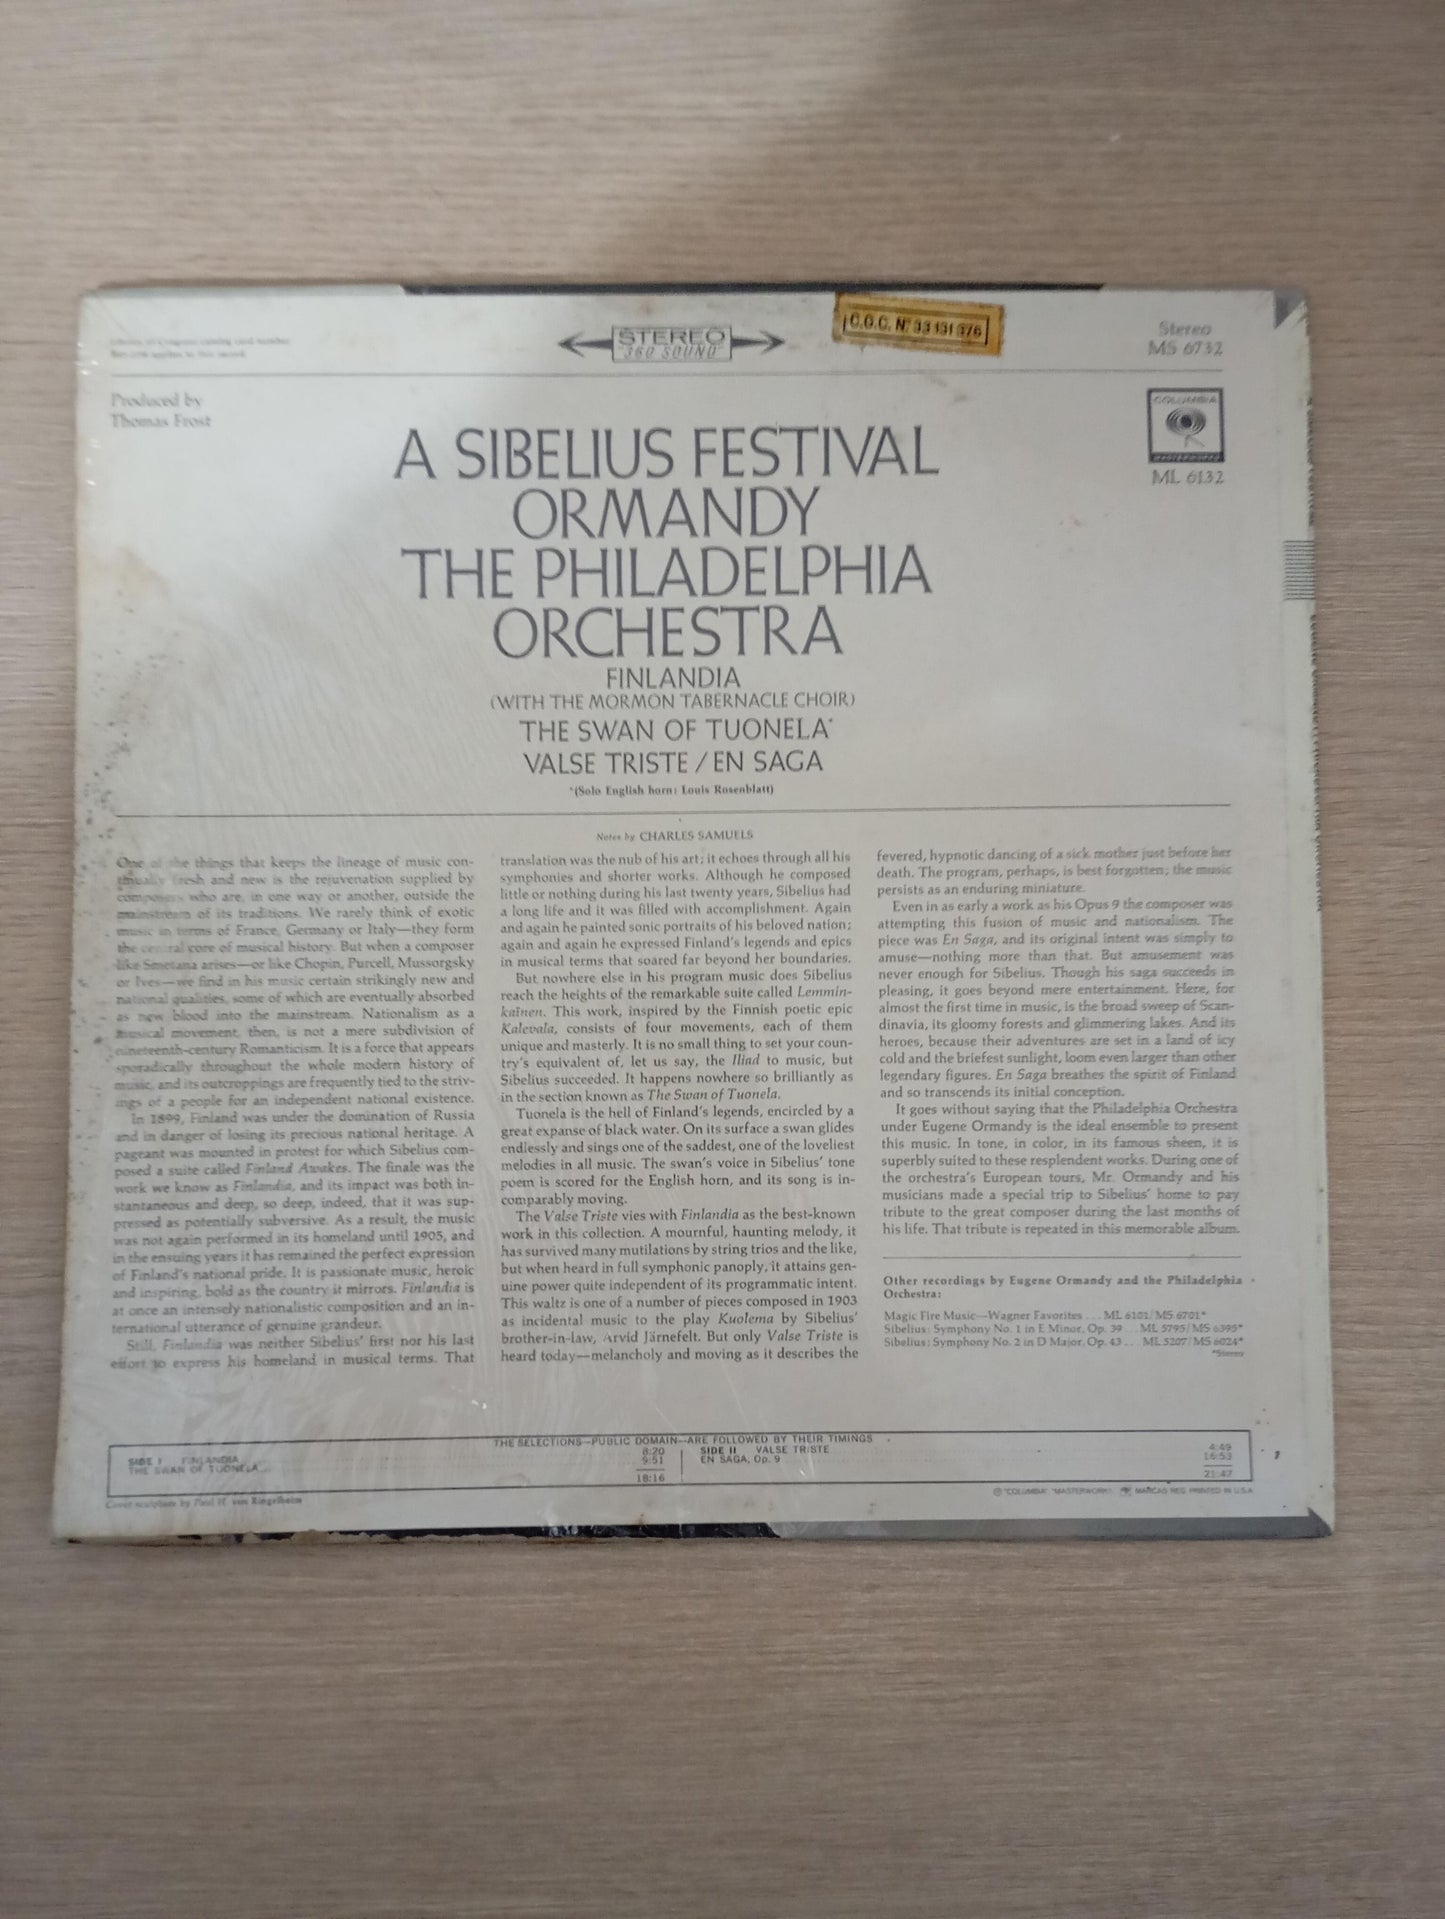 STEREO
"360 SOUND"
C.G.C. N. 33 131 376
Stereo
MS 6732
Library of Congress catalog card number
applies to this record.
Produced by
Thomas Frost
COLUMBIA
MASTERWORKS
ML 6132
A SIBELIUS FESTIVAL
ORMANDY
THE PHILADELPHIA
ORCHESTRA
FINLANDIA
(WITH THE MORMON TABERNACLE CHOIR)
THE SWAN OF TUONELA*
VALSE TRISTE / EN SAGA
*(Solo English horn: Louis Rosenblatt)
Notes by CHARLES SAMUELS
One of the things that keeps the lineage of music con-
tinually fresh and new is the rejuvenation supplied by
composers who are, in one way or another, outside the
mainstream of its traditions. We rarely think of exotic
music in terms of France, Germany or Italy—they form
the central core of musical history. But when a composer
like Smetana arises—or like Chopin, Purcell, Mussorgsky
or Ives—we find in his music certain strikingly new and
national qualities, some of which are eventually absorbed
as new blood into the mainstream. Nationalism as a
musical movement, then, is not a mere subdivision of
nineteenth-century Romanticism. It is a force that appears
sporadically throughout the whole modern history of
music, and its outcroppings are frequently tied to the striv-
ings of a people for an independent national existence.
In 1899, Finland was under the domination of Russia
and in danger of losing its precious national heritage. A
pageant was mounted in protest for which Sibelius com-
posed a suite called Finland Awakes. The finale was the
work we know as Finlandia, and its impact was both in-
stantaneous and deep, so deep, indeed, that it was sup-
pressed as potentially subversive. As a result, the music
was not again performed in its homeland until 1905, and
in the ensuing years it has remained the perfect expression
of Finland's national pride. It is passionate music, heroic
and inspiring, bold as the country it mirrors. Finlandia is
at once an intensely nationalistic composition and an in-
ternational utterance of genuine grandeur.
Still, Finlandia was neither Sibelius' first nor his last
effort to express his homeland in musical terms. That
translation was the nub of his art; it echoes through all his
symphonies and shorter works. Although he composed
little or nothing during his last twenty years, Sibelius had
a long life and it was filled with accomplishment. Again
and again he painted sonic portraits of his beloved nation;
again and again he expressed Finland's legends and epics
in musical terms that soared far beyond her boundaries.
But nowhere else in his program music does Sibelius
reach the heights of the remarkable suite called Lemmin-
kaïnen. This work, inspired by the Finnish poetic epic
Kalevala, consists of four movements, each of them
unique and masterly. It is no small thing to set your coun-
try's equivalent of, let us say, the Iliad to music, but
Sibelius succeeded. It happens nowhere so brilliantly as
in the section known as The Swan of Tuonela.
Tuonela is the hell of Finland's legends, encircled by a
great expanse of black water. On its surface a swan glides
endlessly and sings one of the saddest, one of the loveliest
melodies in all music. The swan's voice in Sibelius' tone
poem is scored for the English horn, and its song is in-
comparably moving.
The Valse Triste vies with Finlandia as the best-known
work in this collection. A mournful, haunting melody, it
has survived many mutilations by string trios and the like,
but when heard in full symphonic panoply, it attains gen-
uine power quite independent of its programmatic intent.
This waltz is one of a number of pieces composed in 1903
as incidental music to the play Kuolema by Sibelius'
brother-in-law, Arvid Järnefelt. But only Valse Triste is
heard today—melancholy and moving as it describes the
fevered, hypnotic dancing of a sick mother just before her
death. The program, perhaps, is best forgotten; the music
persists as an enduring miniature.
Even in as early a work as his Opus 9 the composer was
attempting this fusion of music and nationalism. The
piece was En Saga, and its original intent was simply to
amuse—nothing more than that. But amusement was
never enough for Sibelius. Though his saga succeeds in
pleasing, it goes beyond mere entertainment. Here, for
almost the first time in music, is the broad sweep of Scan-
dinavia, its gloomy forests and glimmering lakes. And its
heroes, because their adventures are set in a land of icy
cold and the briefest sunlight, loom even larger than other
legendary figures. En Saga breathes the spirit of Finland
and so transcends its initial conception.
It goes without saying that the Philadelphia Orchestra
under Eugene Ormandy is the ideal ensemble to present
this music. In tone, in color, in its famous sheen, it is
superbly suited to these resplendent works. During one of
the orchestra's European tours, Mr. Ormandy and his
musicians made a special trip to Sibelius' home to pay
tribute to the great composer during the last months of
his life. That tribute is repeated in this memorable album.
Other recordings by Eugene Ormandy and the Philadelphia
Orchestra:
Magic Fire Music—Wagner Favorites ... ML 6101/MS 6701*
Sibelius: Symphony No. 1 in E Minor, Op. 39 ... ML 5795/MS 6395*
Sibelius: Symphony No. 2 in D Major, Op. 43 .. ML 5207/MS 6024*
*Stereo
THE SELECTIONS—PUBLIC DOMAIN—ARE FOLLOWED BY THEIR TIMINGS
SIDE I FINLANDIA 8:20
THE SWAN OF TUONELA 9:51
18:16
SIDE II VALSE TRISTE 4:49
EN SAGA, Op. 9 16:53
21:47
Cover sculpture by Paul H. von Ringelheim
® "COLUMBIA" "MASTERWORKS" MARCAS REG. PRINTED IN U.S.A.